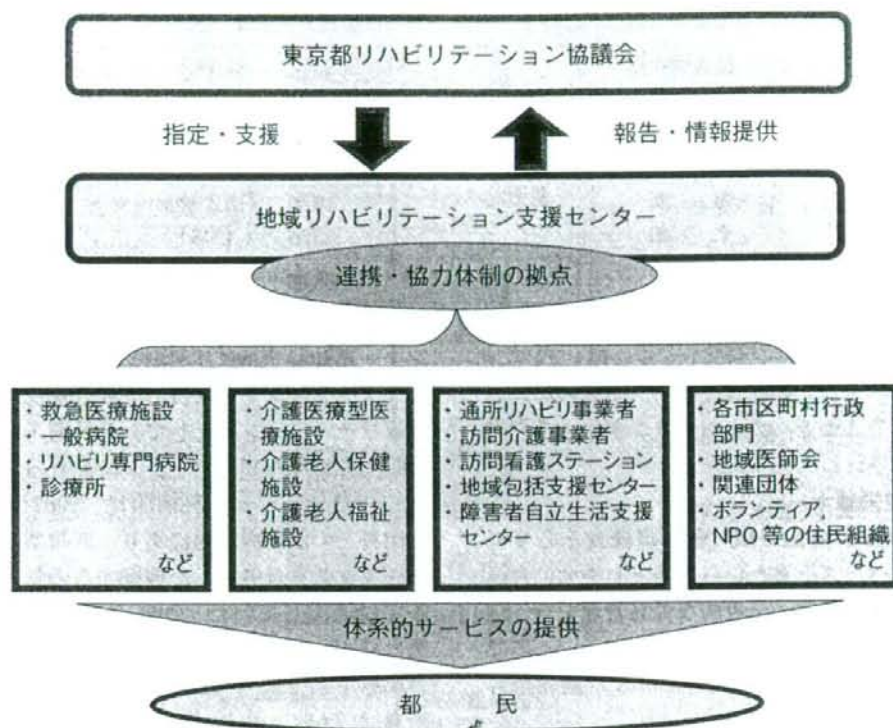 東京都リハビリテーション協議会
指定・支援
報告・情報提供
地域リハビリテーション支援センター
連携・協力体制の拠点
・救急医療施設
・一般病院
・リハビリ専門病院
・診療所
など
・介護医療型医
療施設
・介護老人保健
施設
・介護老人福祉
施設
など
・通所リハビリ事業者
・訪問介護事業者
・訪問看護ステーション
・地域包括支援センター
・障害者自立生活支援
センター
など
・各市区町村行政
部門
・地域医師会
・関連団体
・ボランティア,
NPO等の住民組織
など
体系的サービスの提供
都　民